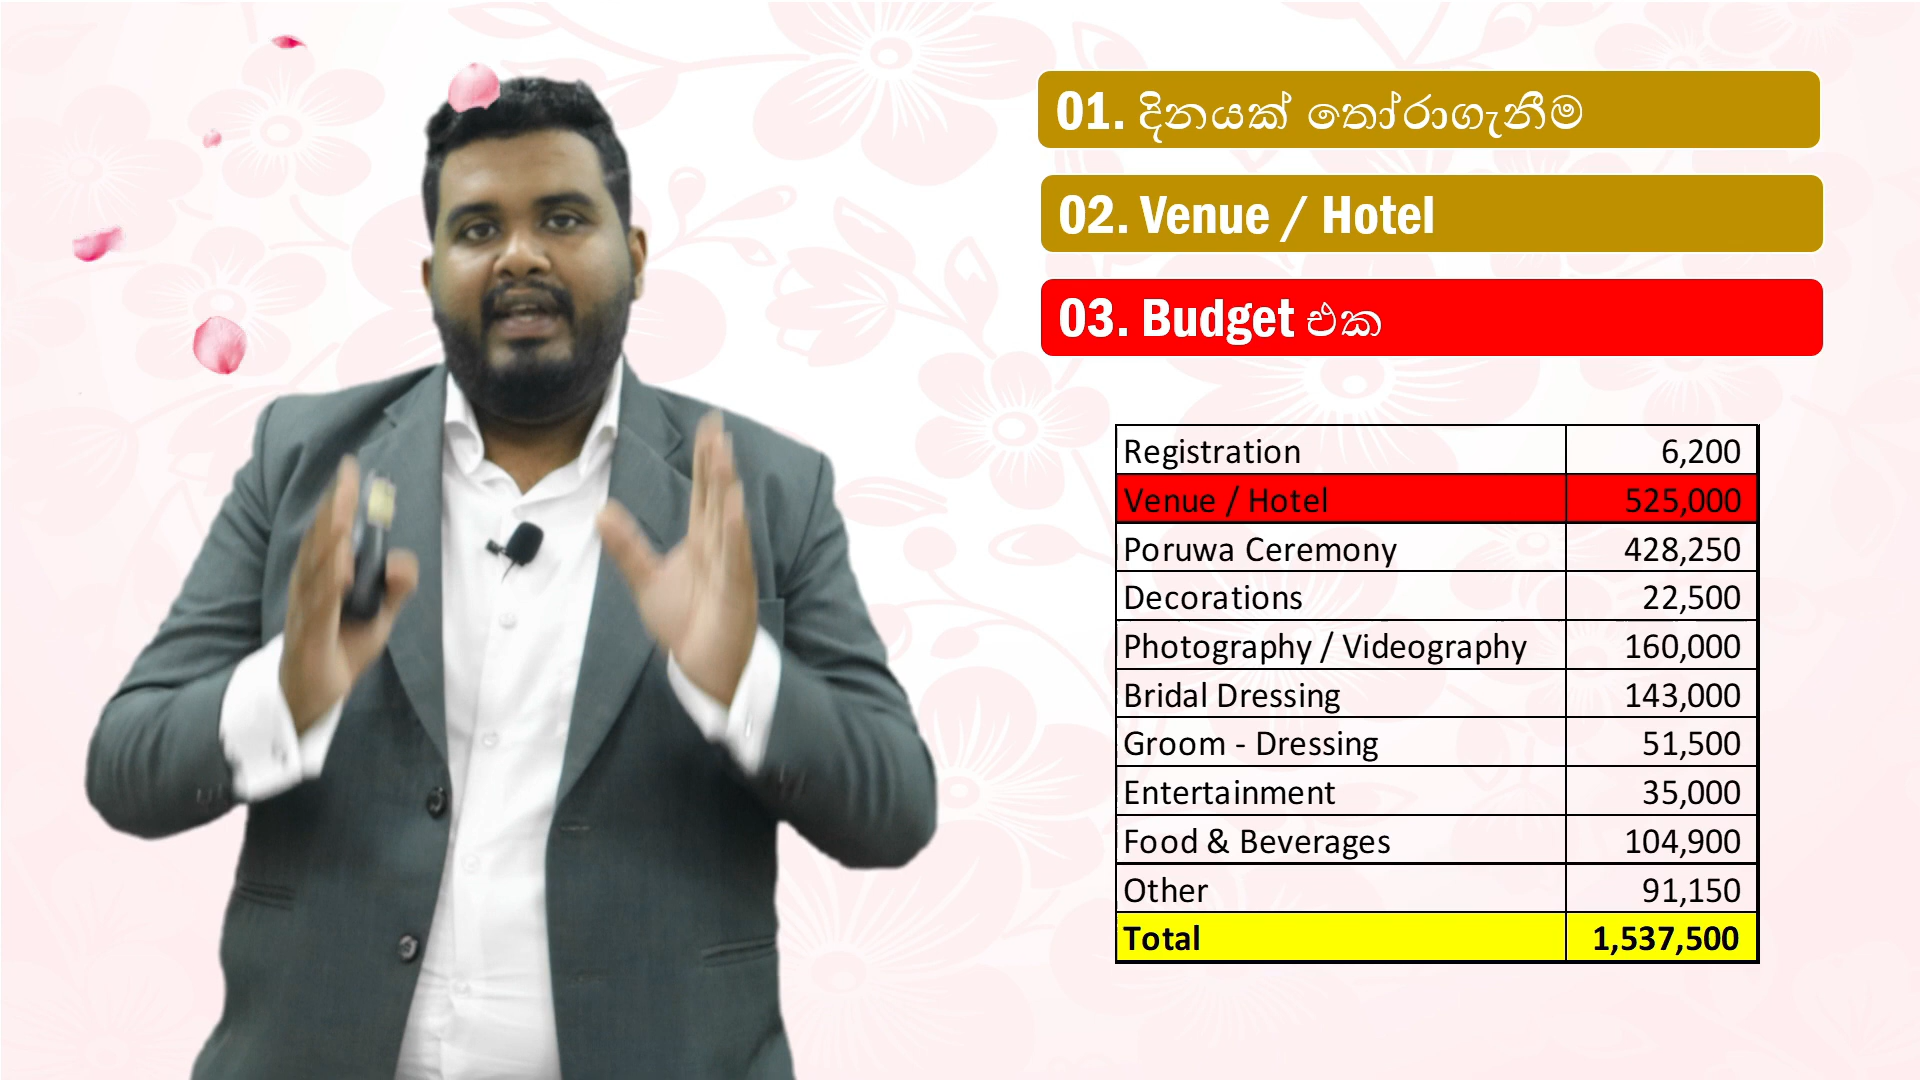 01. දිනයක් තෝරාගැනීම
02. Venue / Hotel
03. Budget එක
Registration 6,200
Venue / Hotel 525,000
Poruwa Ceremony 428,250
Decorations 22,500
Photography / Videography 160,000
Bridal Dressing 143,000
Groom - Dressing 51,500
Entertainment 35,000
Food & Beverages 104,900
Other 91,150
Total 1,537,500